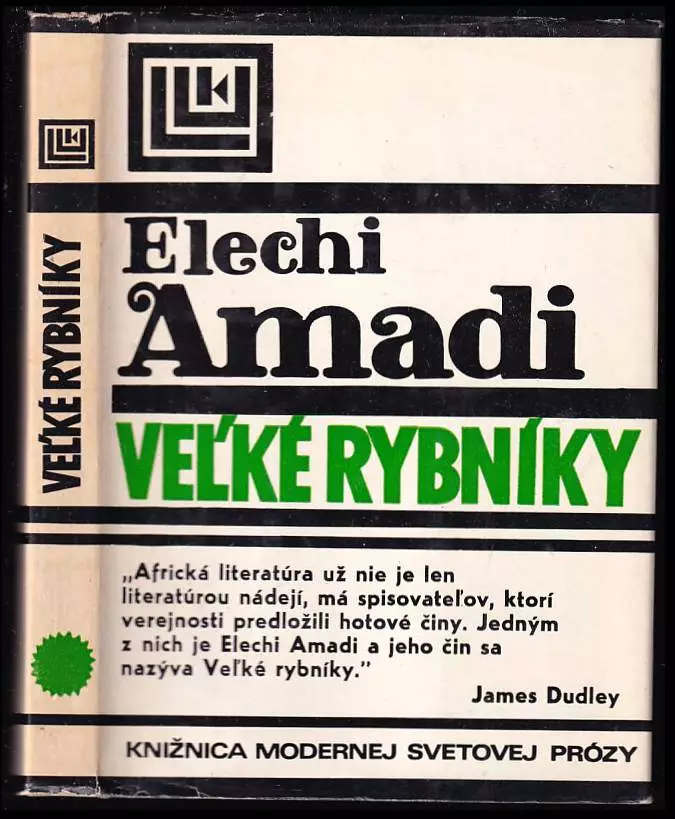 VEĽKÉ RYBNÍKY
Elechi
Amadi
VEĽKÉ RYBNÍKY
„Africká literatúra už nie je len
literatúrou nádejí, má spisovateľov, ktorí
verejnosti predložili hotové činy. Jedným
z nich je Elechi Amadi a jeho čin sa
nazýva Veľké rybníky.”
James Dudley
KNIŽNICA MODERNEJ SVETOVEJ PRÓZY